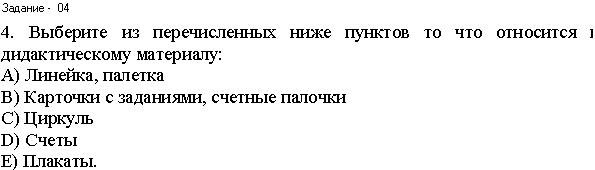 Задание - 04
4. Выберите из перечисленных ниже пунктов то что относится
дидактическому материалу:
A) Линейка, палетка
B) Карточки с заданиями, счетные палочки
C) Циркуль
D) Счеты
E) Плакаты.